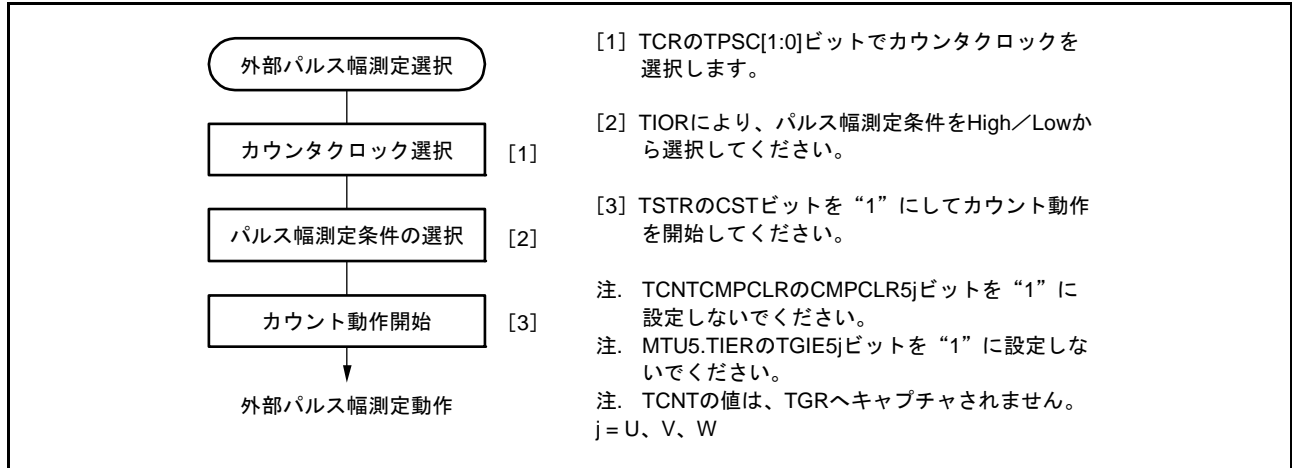 外部パルス幅測定選択
カウンタクロック選択 [1]
パルス幅測定条件の選択 [2]
カウント動作開始 [3]
外部パルス幅測定動作
[1] TCRのTPSC[1:0]ビットでカウンタクロックを
選択します。
[2] TIORにより、パルス幅測定条件をHigh/Lowか
ら選択してください。
[3] TSTRのCSTビットを“1”にしてカウント動作
を開始してください。
注. TCNTCMPCLRのCMPCLR5jビットを“1”に
設定しないでください。
注. MTU5.TIERのTGIE5jビットを“1”に設定しな
いでください。
注. TCNTの値は、TGRへキャプチャされません。
j = U、V、W